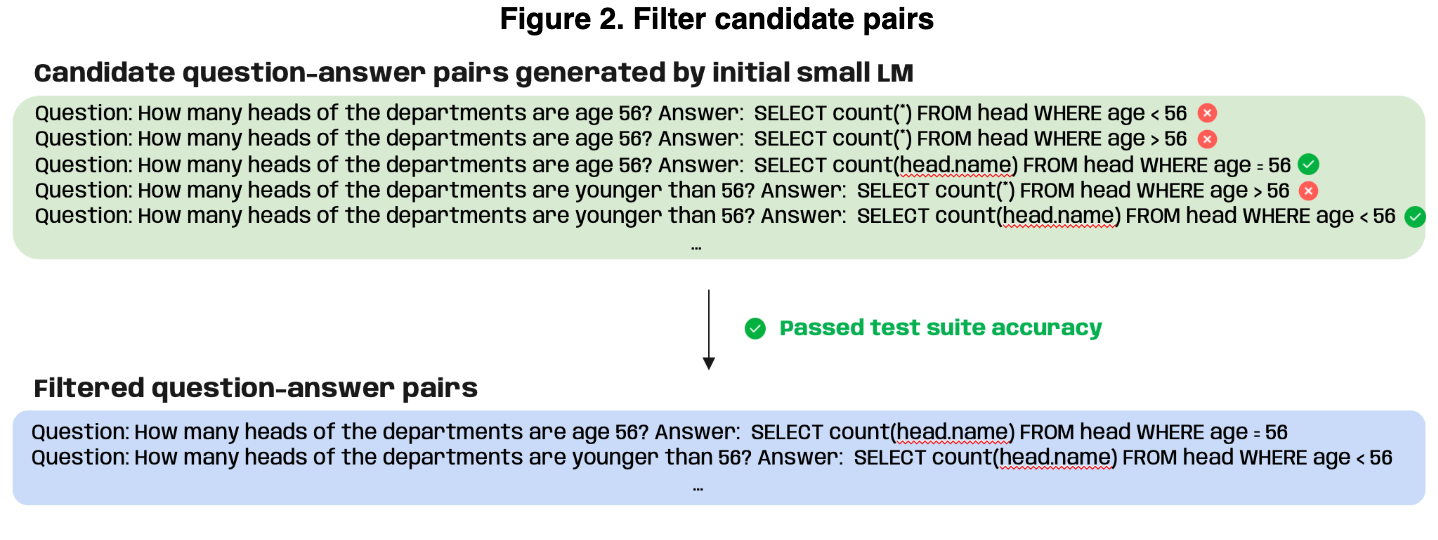 Figure 2. Filter candidate pairs
Candidate question-answer pairs generated by initial small LM
Question: How many heads of the departments are age 56? Answer:  SELECT count(*) FROM head WHERE age < 56
Question: How many heads of the departments are age 56? Answer:  SELECT count(*) FROM head WHERE age > 56
Question: How many heads of the departments are age 56? Answer:  SELECT count(head.name) FROM head WHERE age = 56
Question: How many heads of the departments are younger than 56? Answer:  SELECT count(*) FROM head WHERE age > 56
Question: How many heads of the departments are younger than 56? Answer:  SELECT count(head.name) FROM head WHERE age < 56
...
Passed test suite accuracy
Filtered question-answer pairs
Question: How many heads of the departments are age 56? Answer:  SELECT count(head.name) FROM head WHERE age = 56
Question: How many heads of the departments are younger than 56? Answer:  SELECT count(head.name) FROM head WHERE age < 56
...